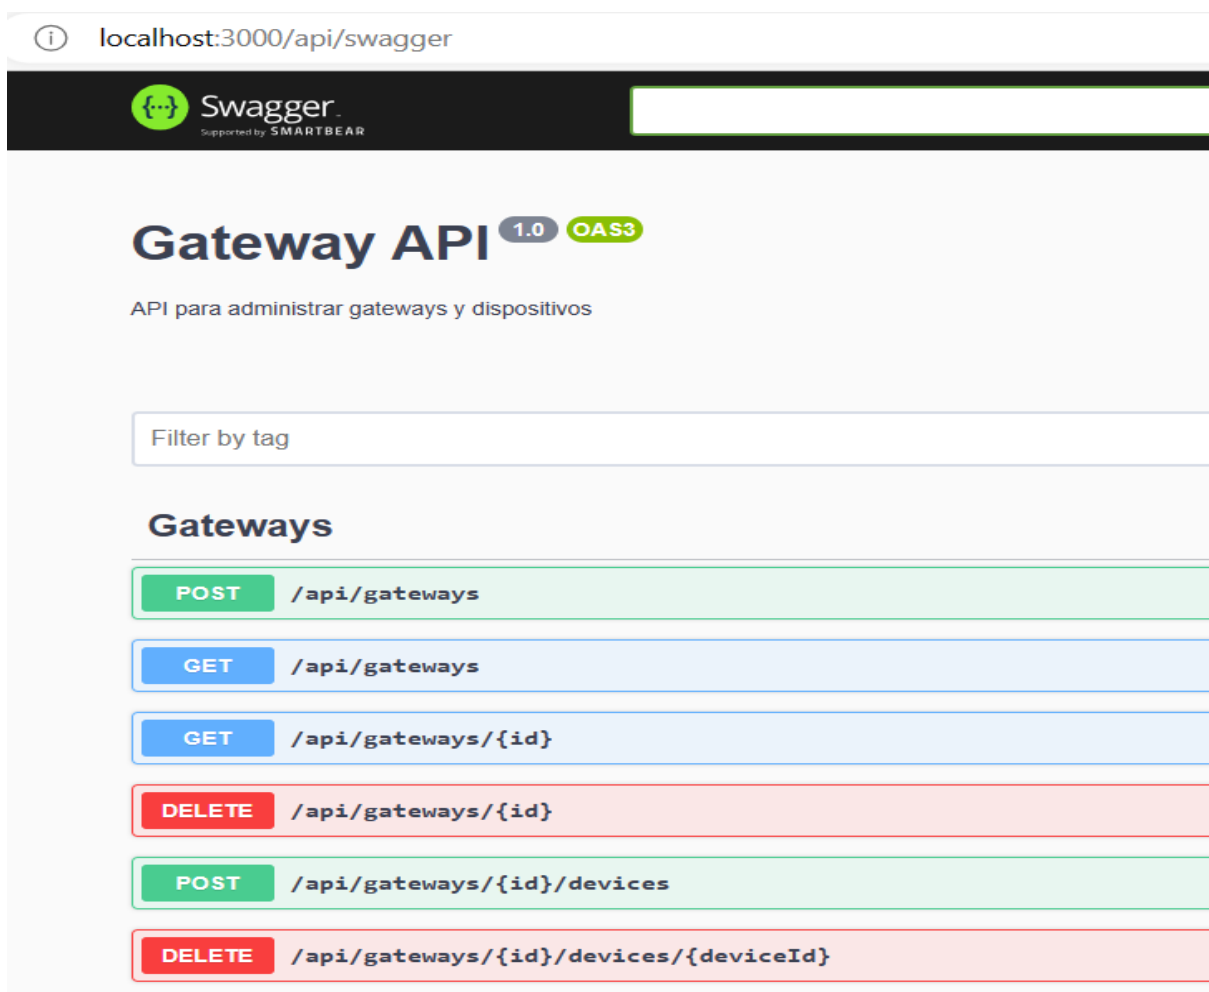 localhost:3000/api/swagger
{···} Swagger.
Supported by SMARTBEAR
Gateway API 1.0 OAS3
API para administrar gateways y dispositivos
Filter by tag
Gateways
POST /api/gateways
GET /api/gateways
GET /api/gateways/{id}
DELETE /api/gateways/{id}
POST /api/gateways/{id}/devices
DELETE /api/gateways/{id}/devices/{deviceId}